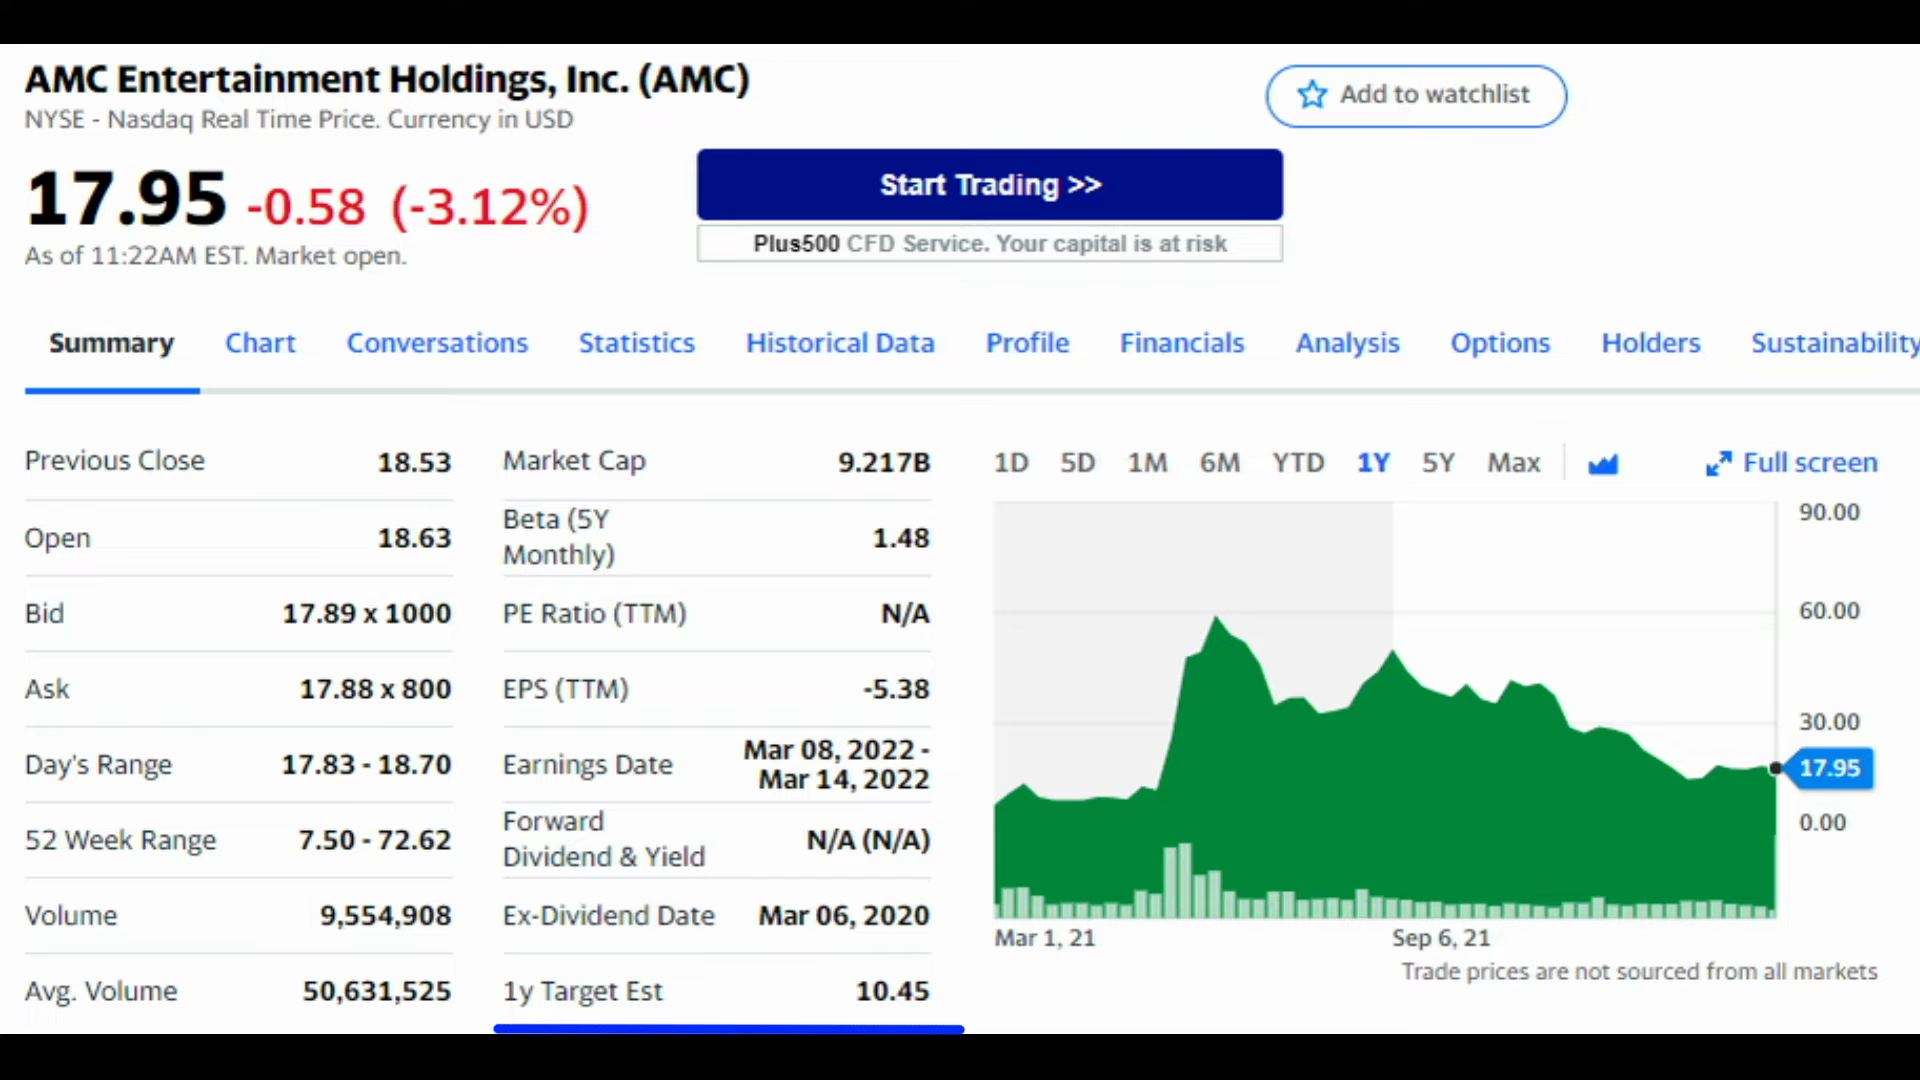 AMC Entertainment Holdings, Inc. (AMC)
NYSE - Nasdaq Real Time Price. Currency in USD
Add to watchlist
17.95 -0.58 (-3.12%)
As of 11:22AM EST. Market open.
Start Trading >>
Plus500 CFD Service. Your capital is at risk
Summary Chart Conversations Statistics Historical Data Profile Financials Analysis Options Holders Sustainability
Previous Close 18.53
Open 18.63
Bid 17.89 x 1000
Ask 17.88 x 800
Day's Range 17.83 - 18.70
52 Week Range 7.50 - 72.62
Volume 9,554,908
Avg. Volume 50,631,525
Market Cap 9.217B
Beta (5Y
Monthly) 1.48
PE Ratio (TTM) N/A
EPS (TTM) -5.38
Earnings Date Mar 08, 2022 -
Mar 14, 2022
Forward
Dividend & Yield N/A (N/A)
Ex-Dividend Date Mar 06, 2020
1y Target Est 10.45
1D 5D 1M 6M YTD 1Y 5Y Max Full screen
90.00
60.00
30.00
17.95
0.00
Mar 1, 21 Sep 6, 21
Trade prices are not sourced from all markets